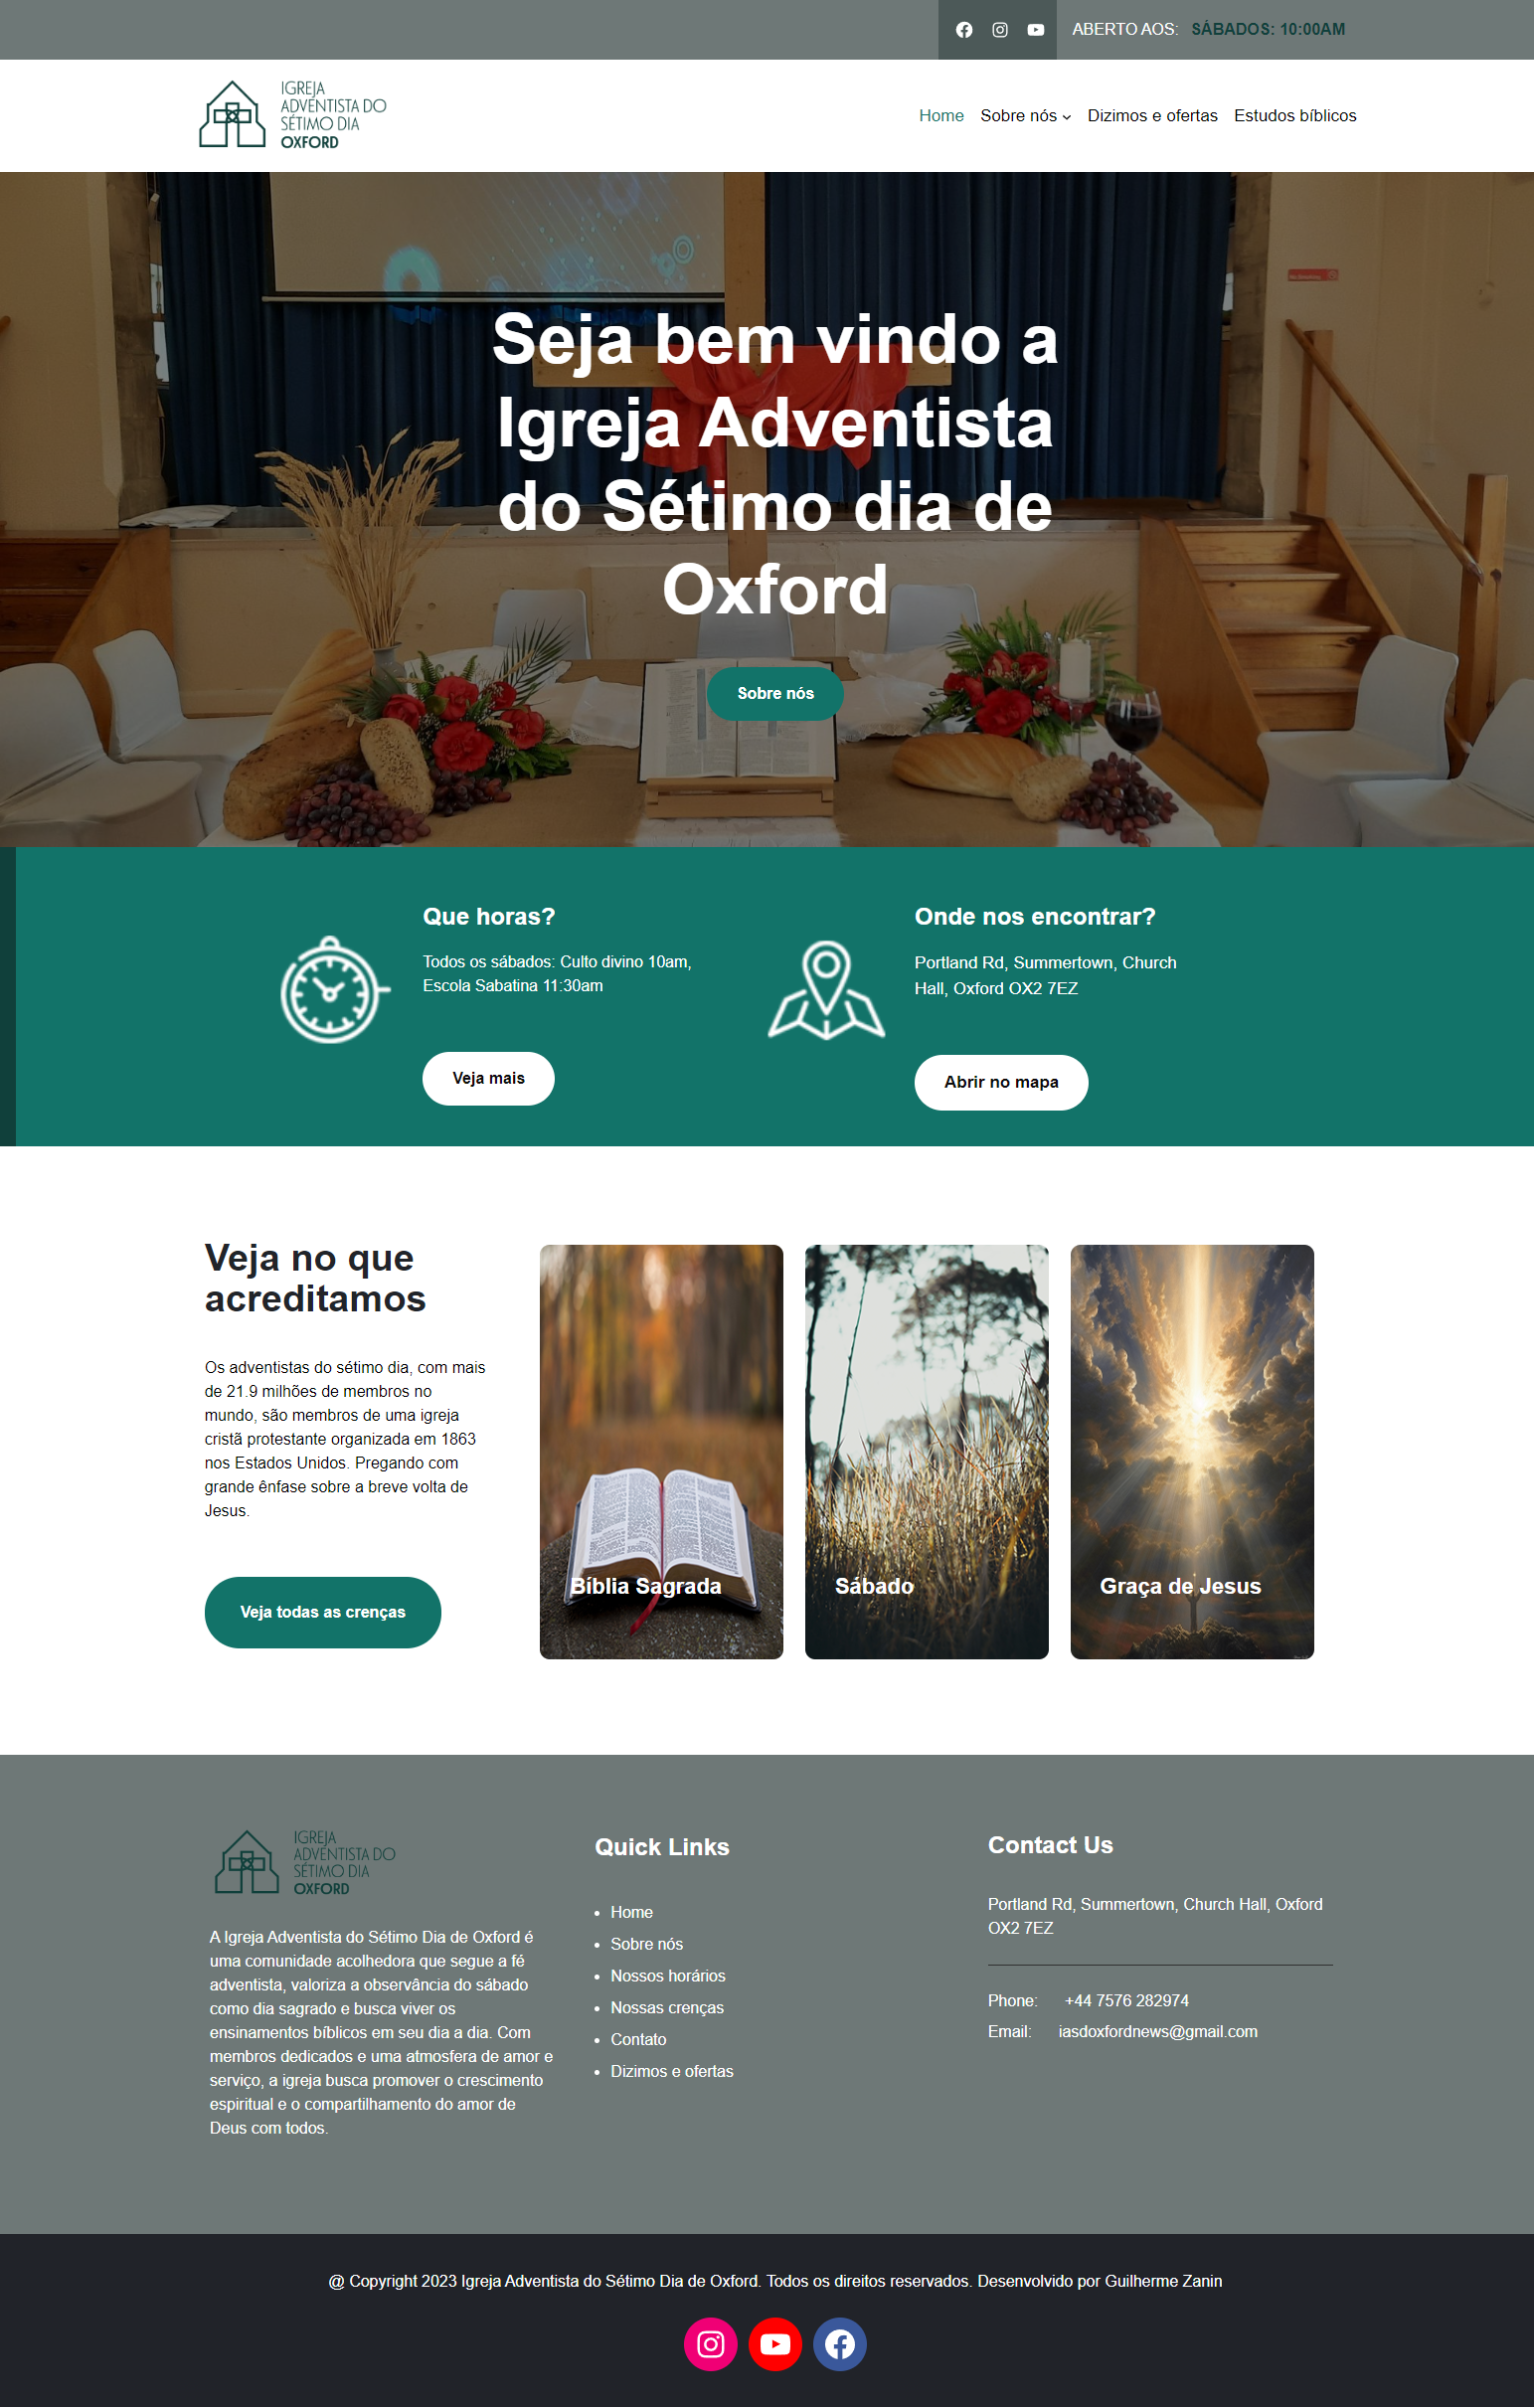 ABERTO AOS: SÁBADOS: 10:00AM
IGREJA
ADVENTISTA DO
SÉTIMO DIA
OXFORD
Home Sobre nós Dizimos e ofertas Estudos bíblicos
Seja bem vindo a
Igreja Adventista
do Sétimo dia de
Oxford
Sobre nós
Que horas?
Todos os sábados: Culto divino 10am,
Escola Sabatina 11:30am
Veja mais
Onde nos encontrar?
Portland Rd, Summertown, Church
Hall, Oxford OX2 7EZ
Abrir no mapa
Veja no que
acreditamos
Os adventistas do sétimo dia, com mais
de 21.9 milhões de membros no
mundo, são membros de uma igreja
cristã protestante organizada em 1863
nos Estados Unidos. Pregando com
grande ênfase sobre a breve volta de
Jesus.
Veja todas as crenças
Bíblia Sagrada
Sábado
Graça de Jesus
IGREJA
ADVENTISTA DO
SÉTIMO DIA
OXFORD
A Igreja Adventista do Sétimo Dia de Oxford é
uma comunidade acolhedora que segue a fé
adventista, valoriza a observância do sábado
como dia sagrado e busca viver os
ensinamentos bíblicos em seu dia a dia. Com
membros dedicados e uma atmosfera de amor e
serviço, a igreja busca promover o crescimento
espiritual e o compartilhamento do amor de
Deus com todos.
Quick Links
Home
Sobre nós
Nossos horários
Nossas crenças
Contato
Dizimos e ofertas
Contact Us
Portland Rd, Summertown, Church Hall, Oxford
OX2 7EZ
Phone: +44 7576 282974
Email: iasdoxfordnews@gmail.com
@ Copyright 2023 Igreja Adventista do Sétimo Dia de Oxford. Todos os direitos reservados. Desenvolvido por Guilherme Zanin